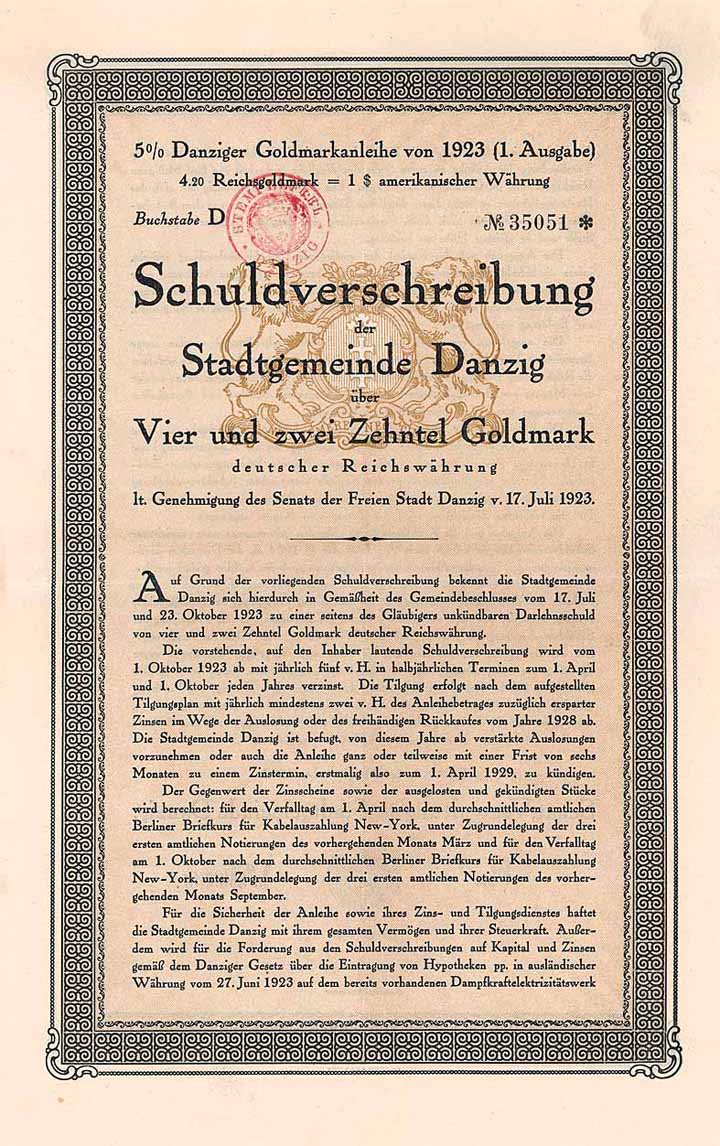 5% Danziger Goldmarkanleihe von 1923 (1. Ausgabe)
4.20 Reichsgoldmark = 1 $ amerikanischer Währung
Buchstabe D
№ 35051 *
STEMPEL
DANZIG
Schuldverschreibung
der
Stadtgemeinde Danzig
über
Vier und zwei Zehntel Goldmark
deutscher Reichswährung
lt. Genehmigung des Senats der Freien Stadt Danzig v. 17. Juli 1923.
Auf Grund der vorliegenden Schuldverschreibung bekennt die Stadtgemeinde
Danzig sich hierdurch in Gemäßheit des Gemeindebeschlusses vom 17. Juli
und 23. Oktober 1923 zu einer seitens des Gläubigers unkündbaren Darlehnsschuld
von vier und zwei Zehntel Goldmark deutscher Reichswährung.
Die vorstehende, auf den Inhaber lautende Schuldverschreibung wird vom
1. Oktober 1923 ab mit jährlich fünf v. H. in halbjährlichen Terminen zum 1. April
und 1. Oktober jeden Jahres verzinst. Die Tilgung erfolgt nach dem aufgestellten
Tilgungsplan mit jährlich mindestens zwei v. H. des Anleihebetrages zuzüglich ersparter
Zinsen im Wege der Auslosung oder des freihändigen Rückkaufes vom Jahre 1928 ab.
Die Stadtgemeinde Danzig ist befugt, von diesem Jahre ab verstärkte Auslosungen
vorzunehmen oder auch die Anleihe ganz oder teilweise mit einer Frist von sechs
Monaten zu einem Zinstermin, erstmalig also zum 1. April 1929, zu kündigen.
Der Gegenwert der Zinsscheine sowie der ausgelosten und gekündigten Stücke
wird berechnet: für den Verfalltag am 1. April nach dem durchschnittlichen amtlichen
Berliner Briefkurs für Kabelauszahlung New-York, unter Zugrundelegung der drei
ersten amtlichen Notierungen des vorhergehenden Monats März und für den Verfalltag
am 1. Oktober nach dem durchschnittlichen Berliner Briefkurs für Kabelauszahlung
New-York, unter Zugrundelegung der drei ersten amtlichen Notierungen des vorher-
gehenden Monats September.
Für die Sicherheit der Anleihe sowie ihres Zins- und Tilgungsdienstes haftet
die Stadtgemeinde Danzig mit ihrem gesamten Vermögen und ihrer Steuerkraft. Außer-
dem wird für die Forderung aus den Schuldverschreibungen auf Kapital und Zinsen
gemäß dem Danziger Gesetz über die Eintragung von Hypotheken pp. in ausländischer
Währung vom 27. Juni 1923 auf dem bereits vorhandenen Dampfkraftelektrizitätswerk